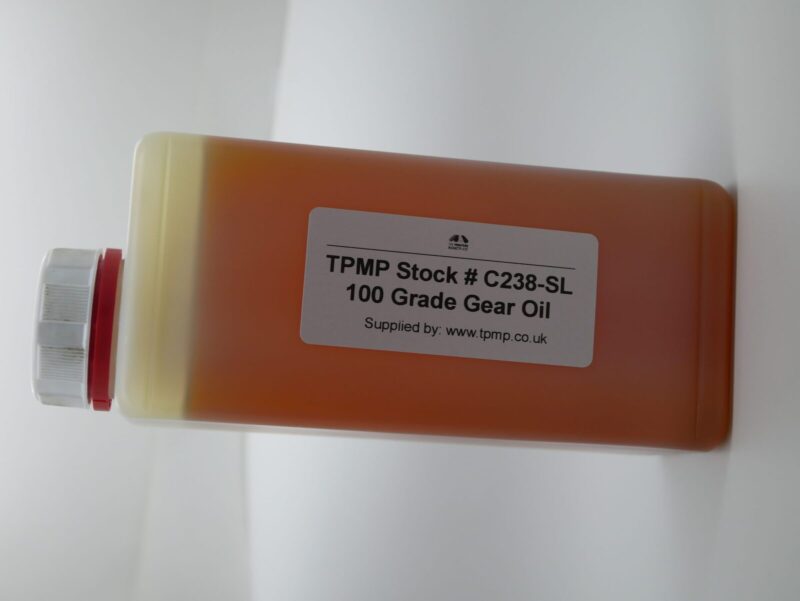 TPMP Stock # C238-SL
100 Grade Gear Oil
Supplied by: www.tpmp.co.uk